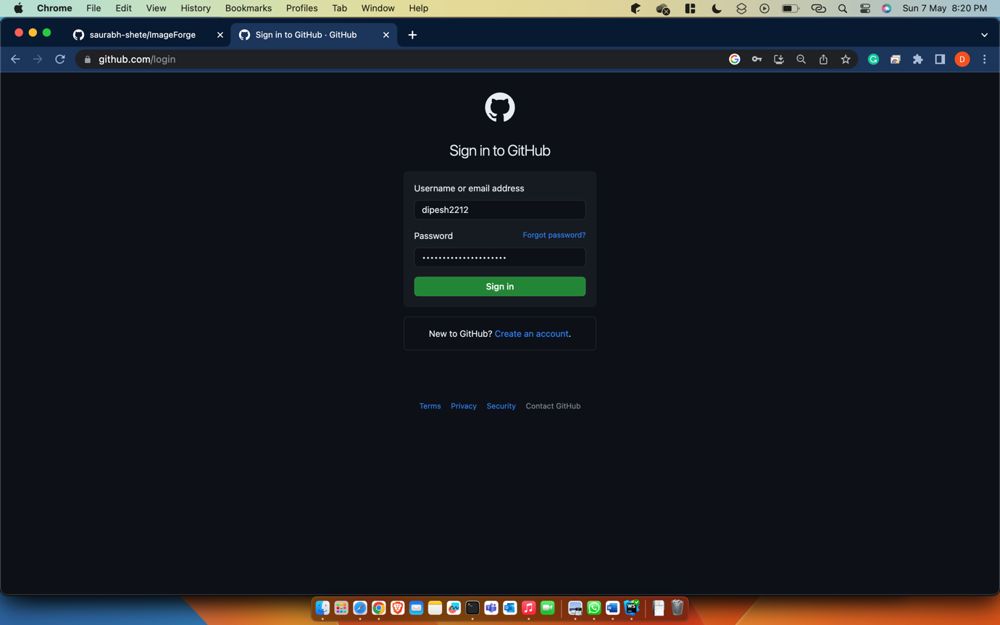 Chrome File Edit View History Bookmarks Profiles Tab Window Help Sun 7 May 8:20 PM
saurabh-shete/ImageForge Sign in to GitHub · GitHub
github.com/login D
Sign in to GitHub
Username or email address
dipesh2212
Password Forgot password?
•••••••••••••••••••••
Sign in
New to GitHub? Create an account.
Terms Privacy Security Contact GitHub